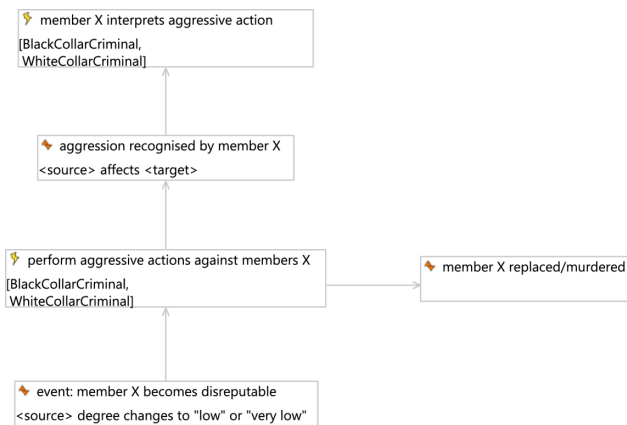 member X interprets aggressive action
[BlackCollarCriminal,
WhiteCollarCriminal]
aggression recognised by member X
<source> affects <target>
perform aggressive actions against members X
[BlackCollarCriminal,
WhiteCollarCriminal]
member X replaced/murdered
event: member X becomes disreputable
<source> degree changes to "low" or "very low"